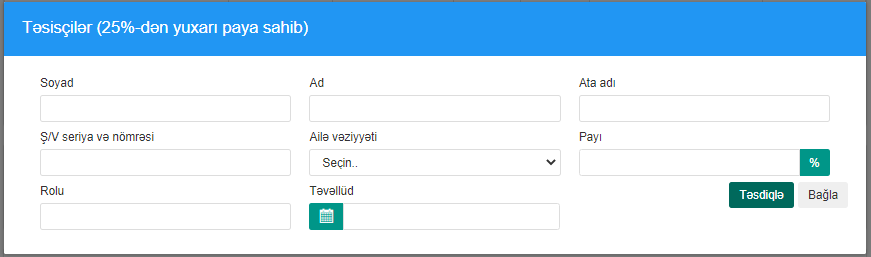 Təsisçilər (25%-dən yuxarı paya sahib)
Soyad Ad Ata adı
Ş/V seriya və nömrəsi Ailə vəziyyəti Payı
Seçin.. %
Rolu Təvəllüd Təsdiqlə Bağla